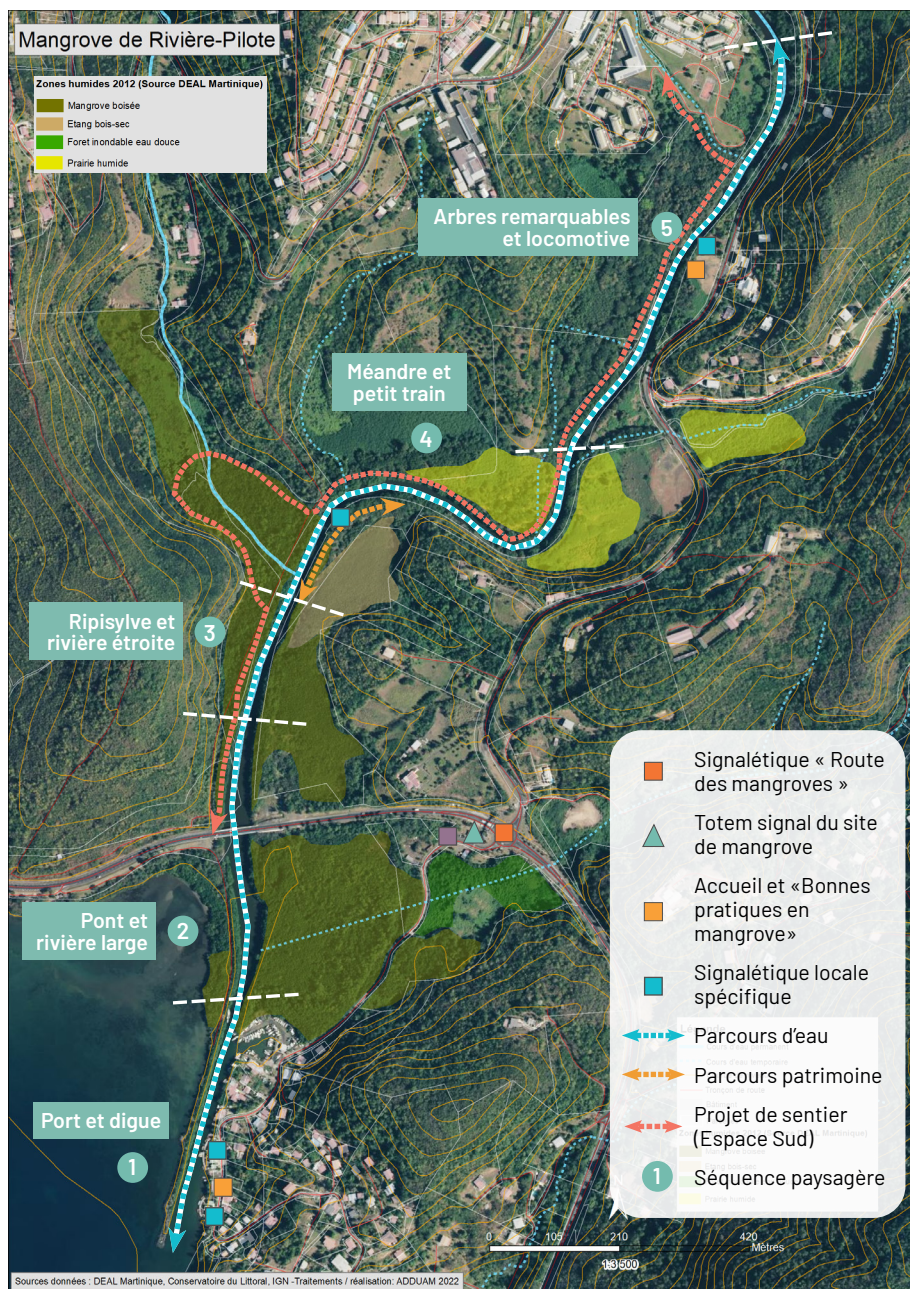 Mangrove de Rivière-Pilote
Zones humides 2012 (Source DEAL Martinique)
Mangrove boisée
Etang bois-sec
Foret inondable eau douce
Prairie humide
Arbres remarquables
et locomotive
5
Méandre et
petit train
4
Ripisylve et
rivière étroite
3
Pont et
rivière large
2
Port et digue
1
Signalétique « Route
des mangroves »
Totem signal du site
de mangrove
Accueil et «Bonnes
pratiques en
mangrove»
Signalétique locale
spécifique
Parcours d'eau
Parcours patrimoine
Projet de sentier
(Espace Sud)
1
Séquence paysagère
0 105 210 420
Mètres
1:3 500
Sources données : DEAL Martinique, Conservatoire du Littoral, IGN -Traitements / réalisation: ADDUAM 2022